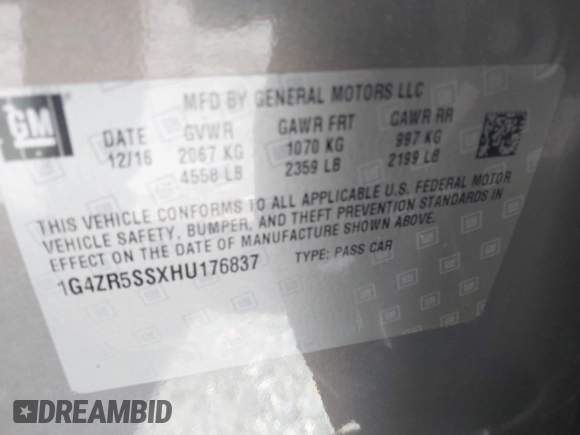 GM
MFD BY GENERAL MOTORS LLC
DATE GVWR GAWR FRT GAWR RR
12/16 2067 KG 1070 KG 997 KG
4558 LB 2359 LB 2199 LB
THIS VEHICLE CONFORMS TO ALL APPLICABLE U.S. FEDERAL MOTOR
VEHICLE SAFETY, BUMPER, AND THEFT PREVENTION STANDARDS IN
EFFECT ON THE DATE OF MANUFACTURE SHOWN ABOVE.
1G4ZR5SSXHU176837 TYPE: PASS CAR
DREAMBID